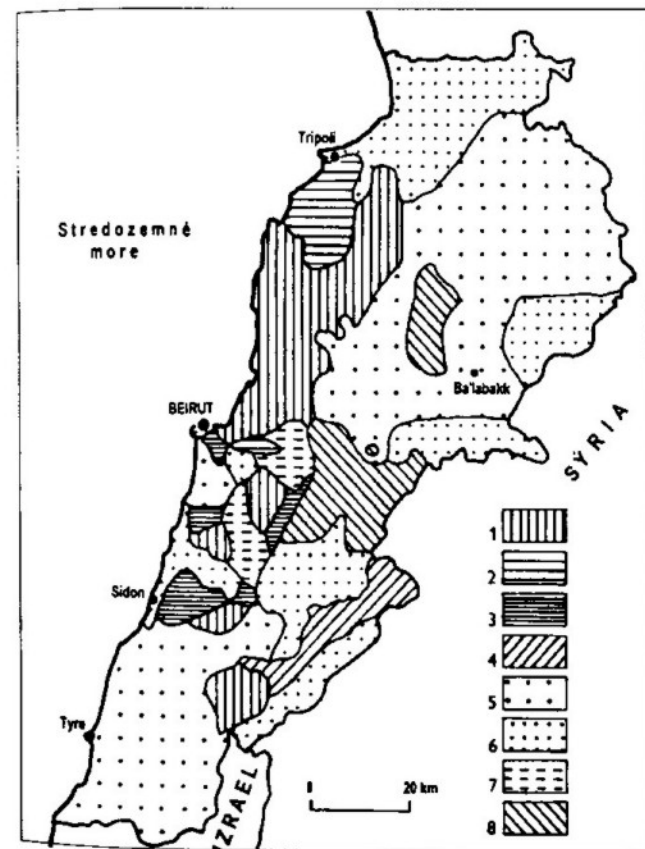 Tripoli
Stredozemné
more
BEIRUT
Ba'labakk
SÝRIA
Sidon
Tyre
IZRAEL
0 20 km
1
2
3
4
5
6
7
8